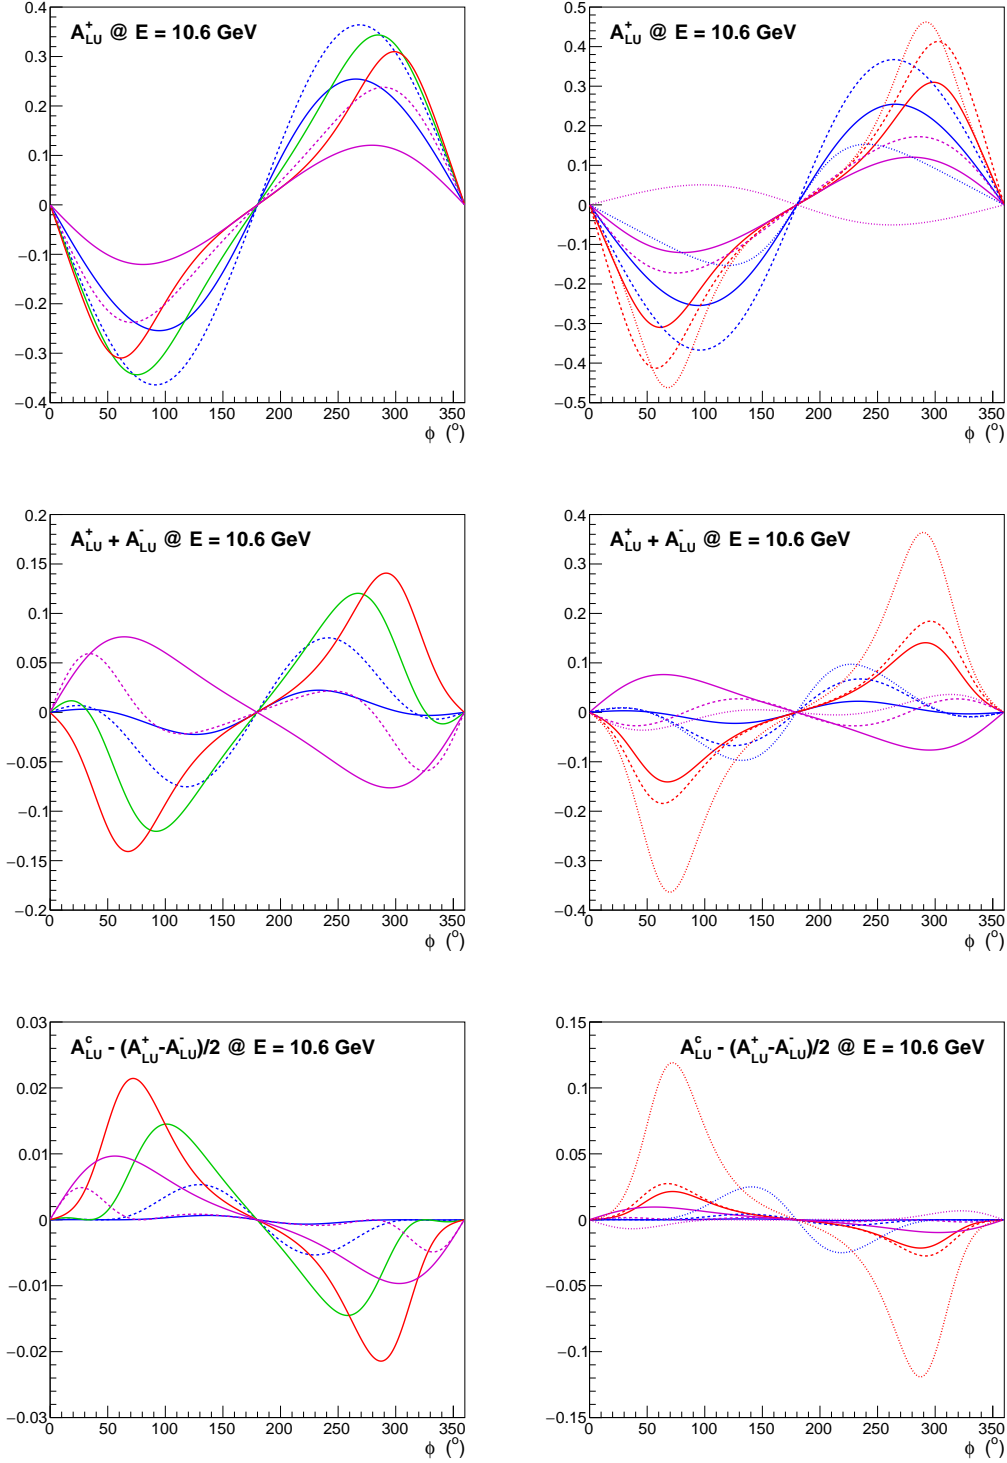 A⁺LU @ E = 10.6 GeV
0.4
0.3
0.2
0.1
0
−0.1
−0.2
−0.3
−0.4
0 50 100 150 200 250 300 350
ϕ (°)
A⁺LU @ E = 10.6 GeV
0.5
0.4
0.3
0.2
0.1
0
−0.1
−0.2
−0.3
−0.4
−0.5
0 50 100 150 200 250 300 350
ϕ (°)
A⁺LU + A⁻LU @ E = 10.6 GeV
0.2
0.15
0.1
0.05
0
−0.05
−0.1
−0.15
−0.2
0 50 100 150 200 250 300 350
ϕ (°)
A⁺LU + A⁻LU @ E = 10.6 GeV
0.4
0.3
0.2
0.1
0
−0.1
−0.2
−0.3
−0.4
0 50 100 150 200 250 300 350
ϕ (°)
AᶜLU - (A⁺LU-A⁻LU)/2 @ E = 10.6 GeV
0.03
0.02
0.01
0
−0.01
−0.02
−0.03
0 50 100 150 200 250 300 350
ϕ (°)
AᶜLU - (A⁺LU-A⁻LU)/2 @ E = 10.6 GeV
0.15
0.1
0.05
0
−0.05
−0.1
−0.15
0 50 100 150 200 250 300 350
ϕ (°)